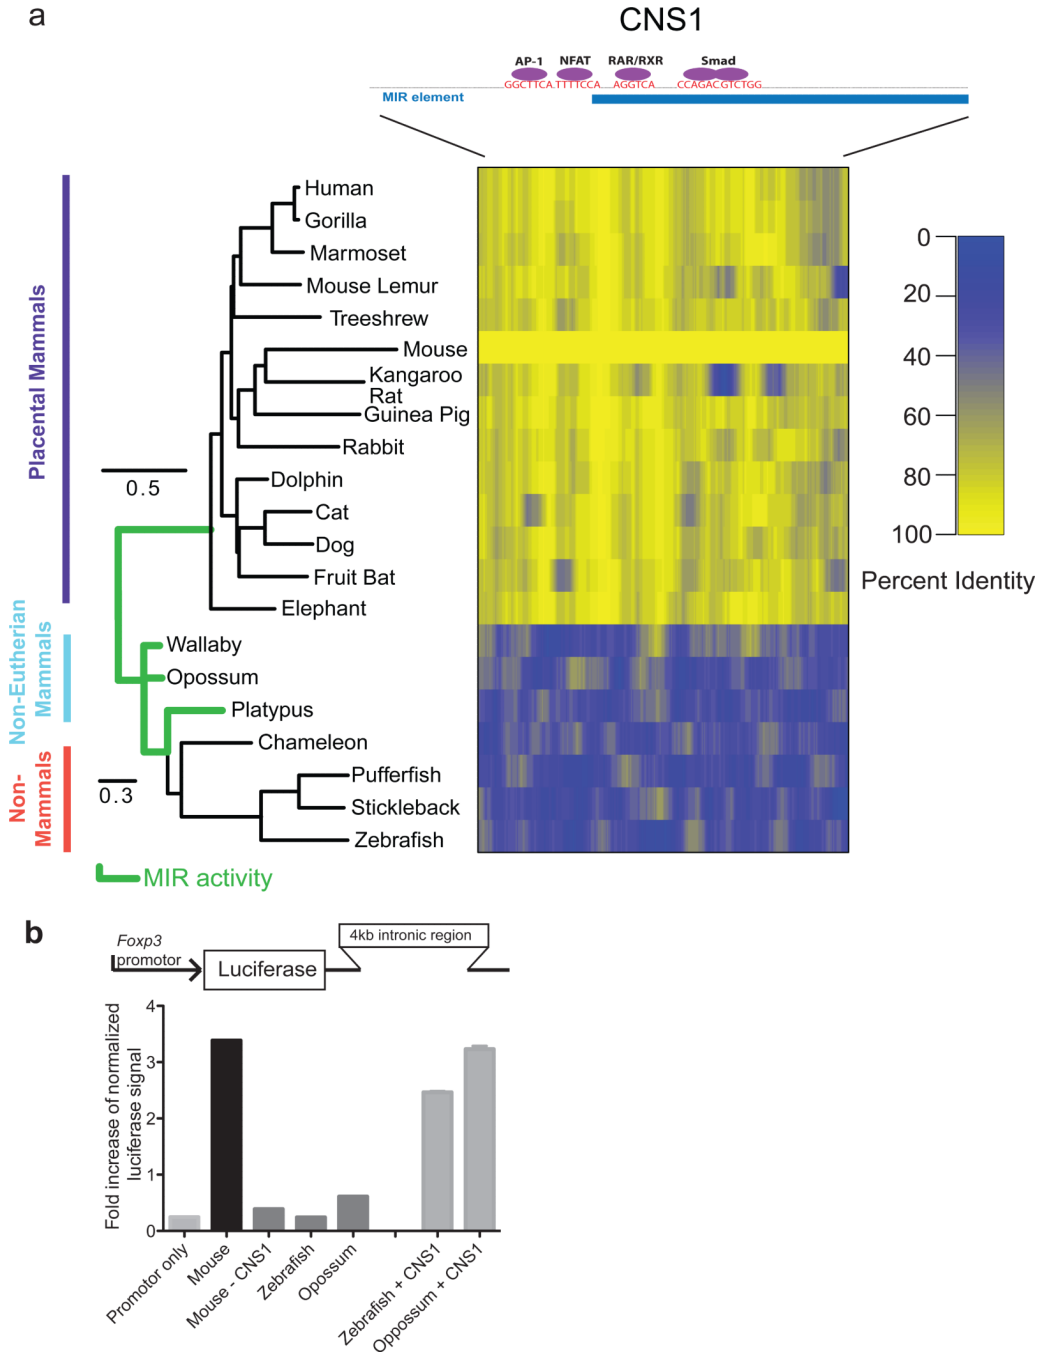 a
CNS1
AP-1 NFAT RAR/RXR Smad
GGCTTCA.TTTTCCA AGGTCA CCAGACGTCTGG
MIR element
Placental Mammals
Non-Eutherian
Mammals
Non-
Mammals
Human
Gorilla
Marmoset
Mouse Lemur
Treeshrew
Mouse
Kangaroo
Rat
Guinea Pig
Rabbit
Dolphin
Cat
Dog
Fruit Bat
Elephant
Wallaby
Opossum
Platypus
Chameleon
Pufferfish
Stickleback
Zebrafish
0.5
0.3
MIR activity
0
20
40
60
80
100
Percent Identity
b
Foxp3
promotor
Luciferase
4kb intronic region
Fold increase of normalized
luciferase signal
4
3
2
1
0
Promotor only
Mouse
Mouse - CNS1
Zebrafish
Opossum
Zebrafish + CNS1
Oppossum + CNS1